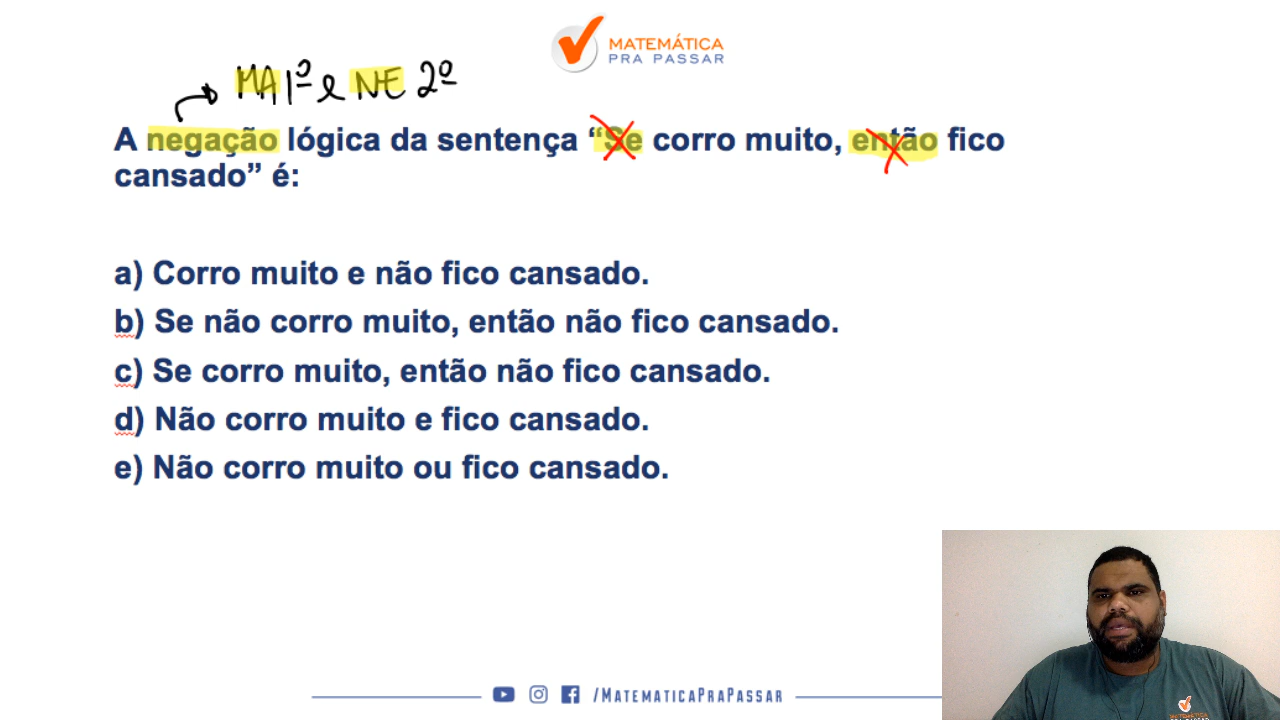 MATEMÁTICA
PRA PASSAR
MA 1º e NE 2º
A negação lógica da sentença “Se corro muito, então fico
cansado” é:
a) Corro muito e não fico cansado.
b) Se não corro muito, então não fico cansado.
c) Se corro muito, então não fico cansado.
d) Não corro muito e fico cansado.
e) Não corro muito ou fico cansado.
/MATEMATICAPRAPASSAR